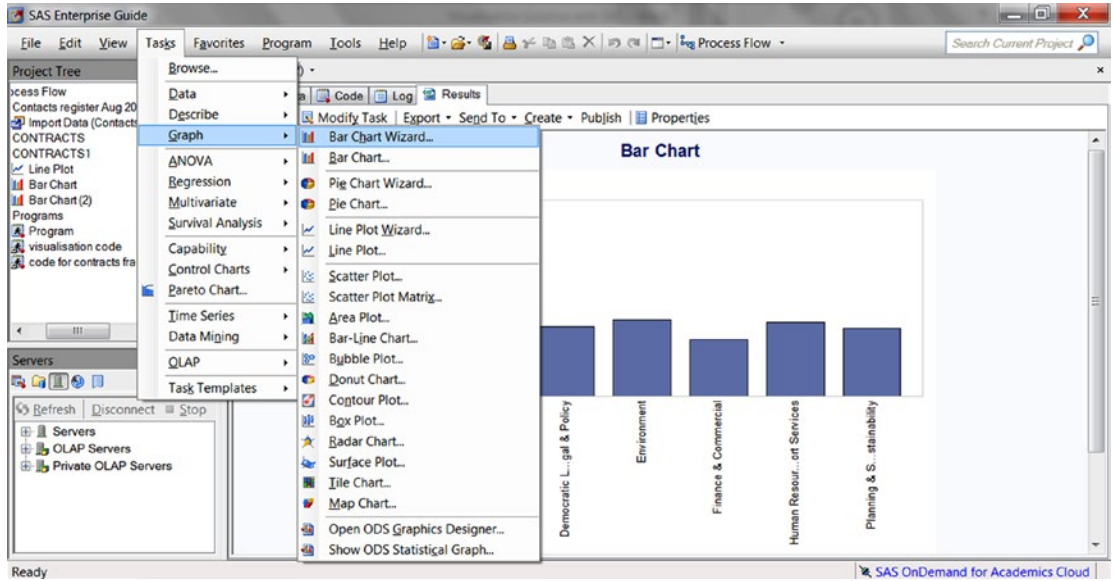 SAS Enterprise Guide
File Edit View Tasks Favorites Program Tools Help Process Flow Search Current Project
Project Tree
ocess Flow
Contacts register Aug 20
Import Data (Contacts
CONTRACTS
CONTRACTS1
Line Plot
Bar Chart
Bar Chart (2)
Programs
Program
visualisation code
code for contracts fra
Browse...
Data
Describe
Graph
ANOVA
Regression
Multivariate
Survival Analysis
Capability
Control Charts
Pareto Chart...
Time Series
Data Mining
OLAP
Task Templates
Code Log Results
Modify Task Export Send To Create Publish Properties
Bar Chart Wizard...
Bar Chart...
Pie Chart Wizard...
Pie Chart...
Line Plot Wizard...
Line Plot...
Scatter Plot...
Scatter Plot Matrix...
Area Plot...
Bar-Line Chart...
Bubble Plot...
Donut Chart...
Contour Plot...
Box Plot...
Radar Chart...
Surface Plot...
Tile Chart...
Map Chart...
Open ODS Graphics Designer...
Show ODS Statistical Graph...
Bar Chart
Democratic L...gal & Policy
Environment
Finance & Commercial
Human Resour...ort Services
Planning & S...stainability
Servers
Refresh Disconnect Stop
Servers
OLAP Servers
Private OLAP Servers
Ready
SAS OnDemand for Academics Cloud